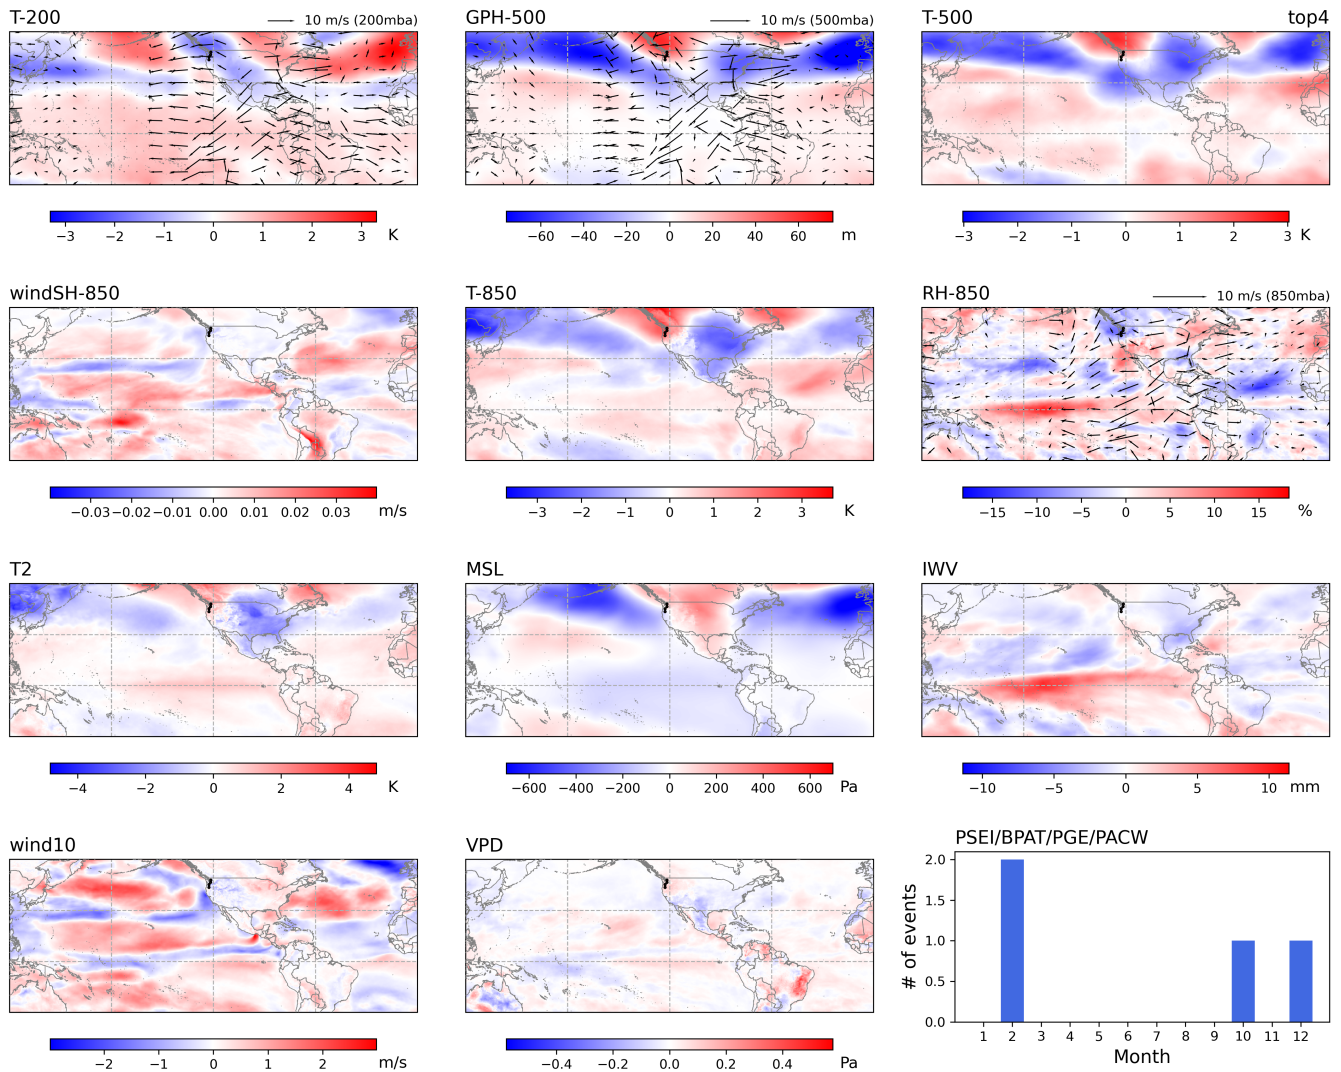 T-200
10 m/s (200mba)
GPH-500
10 m/s (500mba)
T-500
top4
−3 −2 −1 0 1 2 3 K
−60 −40 −20 0 20 40 60 m
−3 −2 −1 0 1 2 3 K
windSH-850
T-850
RH-850
10 m/s (850mba)
−0.03 −0.02 −0.01 0.00 0.01 0.02 0.03 m/s
−3 −2 −1 0 1 2 3 K
−15 −10 −5 0 5 10 15 %
T2
MSL
IWV
−4 −2 0 2 4 K
−600 −400 −200 0 200 400 600 Pa
−10 −5 0 5 10 mm
wind10
VPD
PSEI/BPAT/PGE/PACW
2.0
1.5
1.0
0.5
0.0
# of events
1 2 3 4 5 6 7 8 9 10 11 12
Month
−2 −1 0 1 2 m/s
−0.4 −0.2 0.0 0.2 0.4 Pa